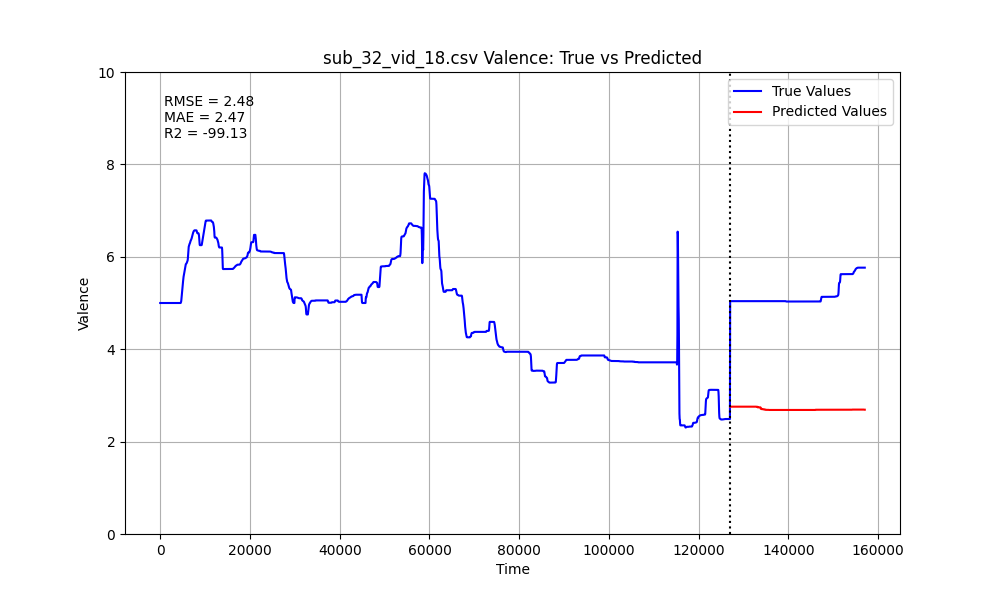 sub_32_vid_18.csv Valence: True vs Predicted
10
8
6
4
2
0
Valence
RMSE = 2.48
MAE = 2.47
R2 = -99.13
True Values
Predicted Values
0 20000 40000 60000 80000 100000 120000 140000 160000
Time